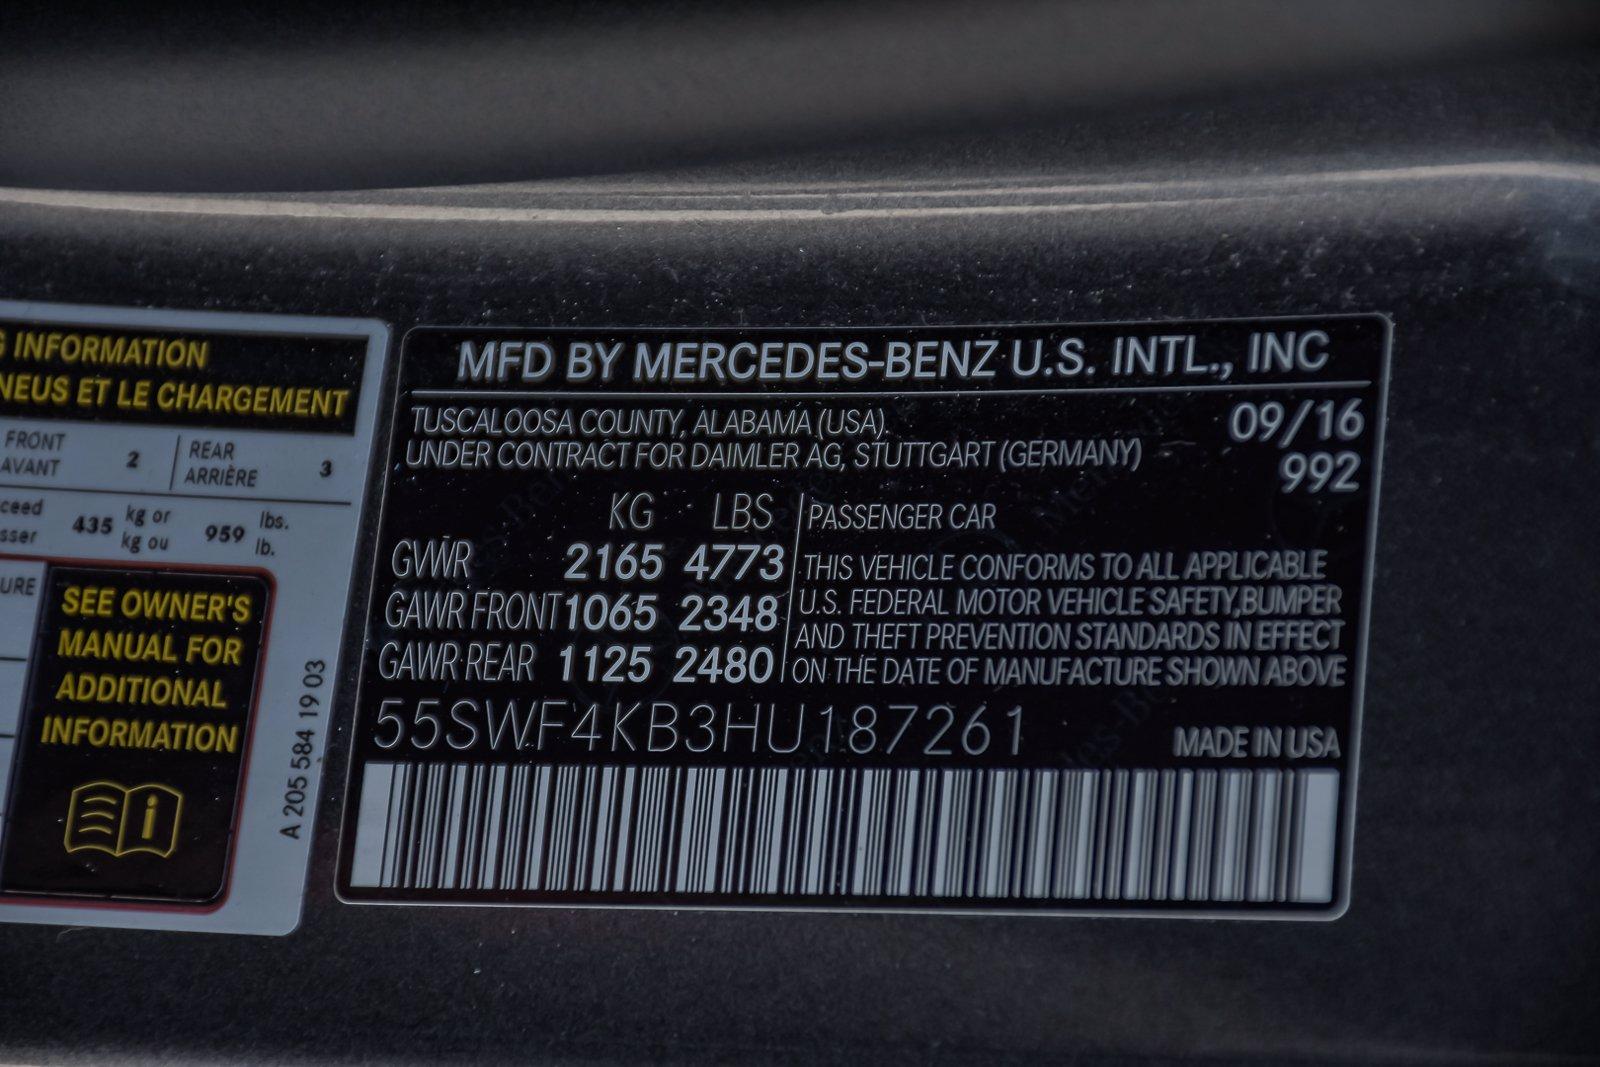 G INFORMATION
NEUS ET LE CHARGEMENT
FRONT
AVANT
2
REAR
ARRIÈRE
3
ceed
sser
435
kg or
kg ou
959
lbs.
lb.
URE
SEE OWNER'S
MANUAL FOR
ADDITIONAL
INFORMATION
A 205 584 19 03
MFD BY MERCEDES-BENZ U.S. INTL., INC
TUSCALOOSA COUNTY, ALABAMA (USA).
UNDER CONTRACT FOR DAIMLER AG, STUTTGART (GERMANY)
09/16
992
KG LBS
GVWR 2165 4773
GAWR FRONT 1065 2348
GAWR REAR 1125 2480
PASSENGER CAR
THIS VEHICLE CONFORMS TO ALL APPLICABLE
U.S. FEDERAL MOTOR VEHICLE SAFETY,BUMPER
AND THEFT PREVENTION STANDARDS IN EFFECT
ON THE DATE OF MANUFACTURE SHOWN ABOVE
55SWF4KB3HU187261
MADE IN USA